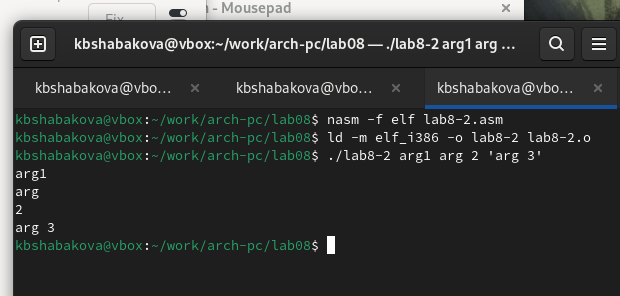 Fix
- Mousepad
kbshabakova@vbox:~/work/arch-pc/lab08 — ./lab8-2 arg1 arg ...
kbshabakova@vbo... kbshabakova@vbo... kbshabakova@vbo...
kbshabakova@vbox:~/work/arch-pc/lab08$ nasm -f elf lab8-2.asm
kbshabakova@vbox:~/work/arch-pc/lab08$ ld -m elf_i386 -o lab8-2 lab8-2.o
kbshabakova@vbox:~/work/arch-pc/lab08$ ./lab8-2 arg1 arg 2 'arg 3'
arg1
arg
2
arg 3
kbshabakova@vbox:~/work/arch-pc/lab08$